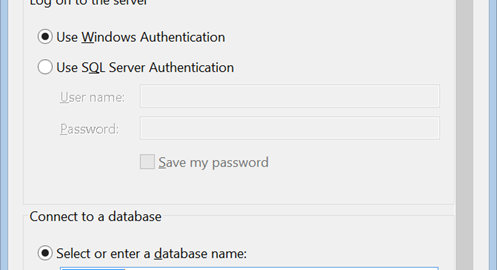 Log on to the server
Use Windows Authentication
Use SQL Server Authentication
User name:
Password:
Save my password
Connect to a database
Select or enter a database name: